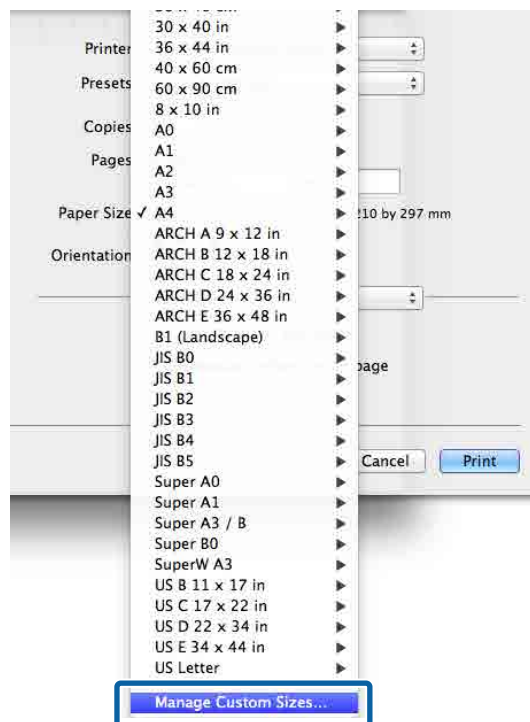 30 x 40 in
Printer
36 x 44 in
40 x 60 cm
Presets
60 x 90 cm
8 x 10 in
Copies
A0
A1
Pages
A2
A3
Paper Size ✓ A4 210 by 297 mm
ARCH A 9 x 12 in
Orientation
ARCH B 12 x 18 in
ARCH C 18 x 24 in
ARCH D 24 x 36 in
ARCH E 36 x 48 in
B1 (Landscape)
JIS B0
page
JIS B1
JIS B2
JIS B3
JIS B4
JIS B5
Cancel
Print
Super A0
Super A1
Super A3 / B
Super B0
SuperW A3
US B 11 x 17 in
US C 17 x 22 in
US D 22 x 34 in
US E 34 x 44 in
US Letter
Manage Custom Sizes...